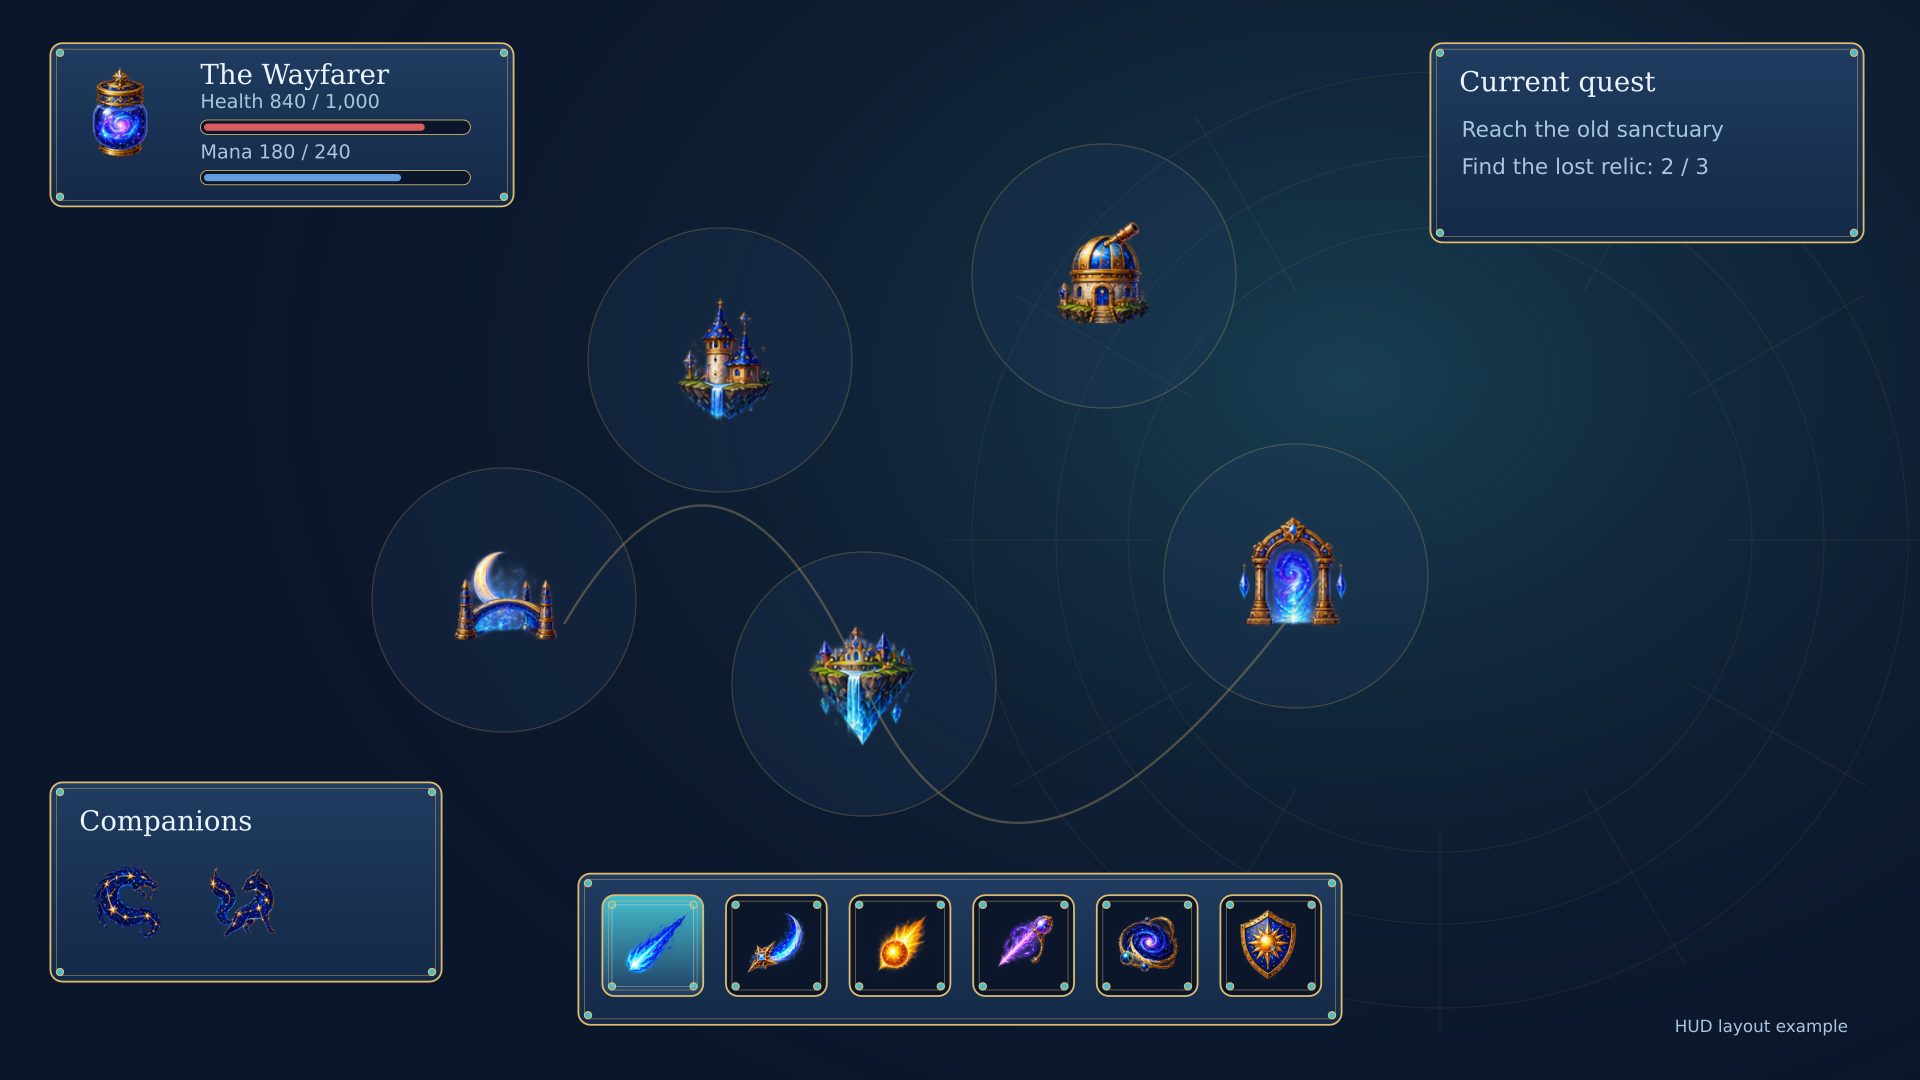 The Wayfarer
Health 840 / 1,000
Mana 180 / 240
Current quest
Reach the old sanctuary
Find the lost relic: 2 / 3
Companions
HUD layout example